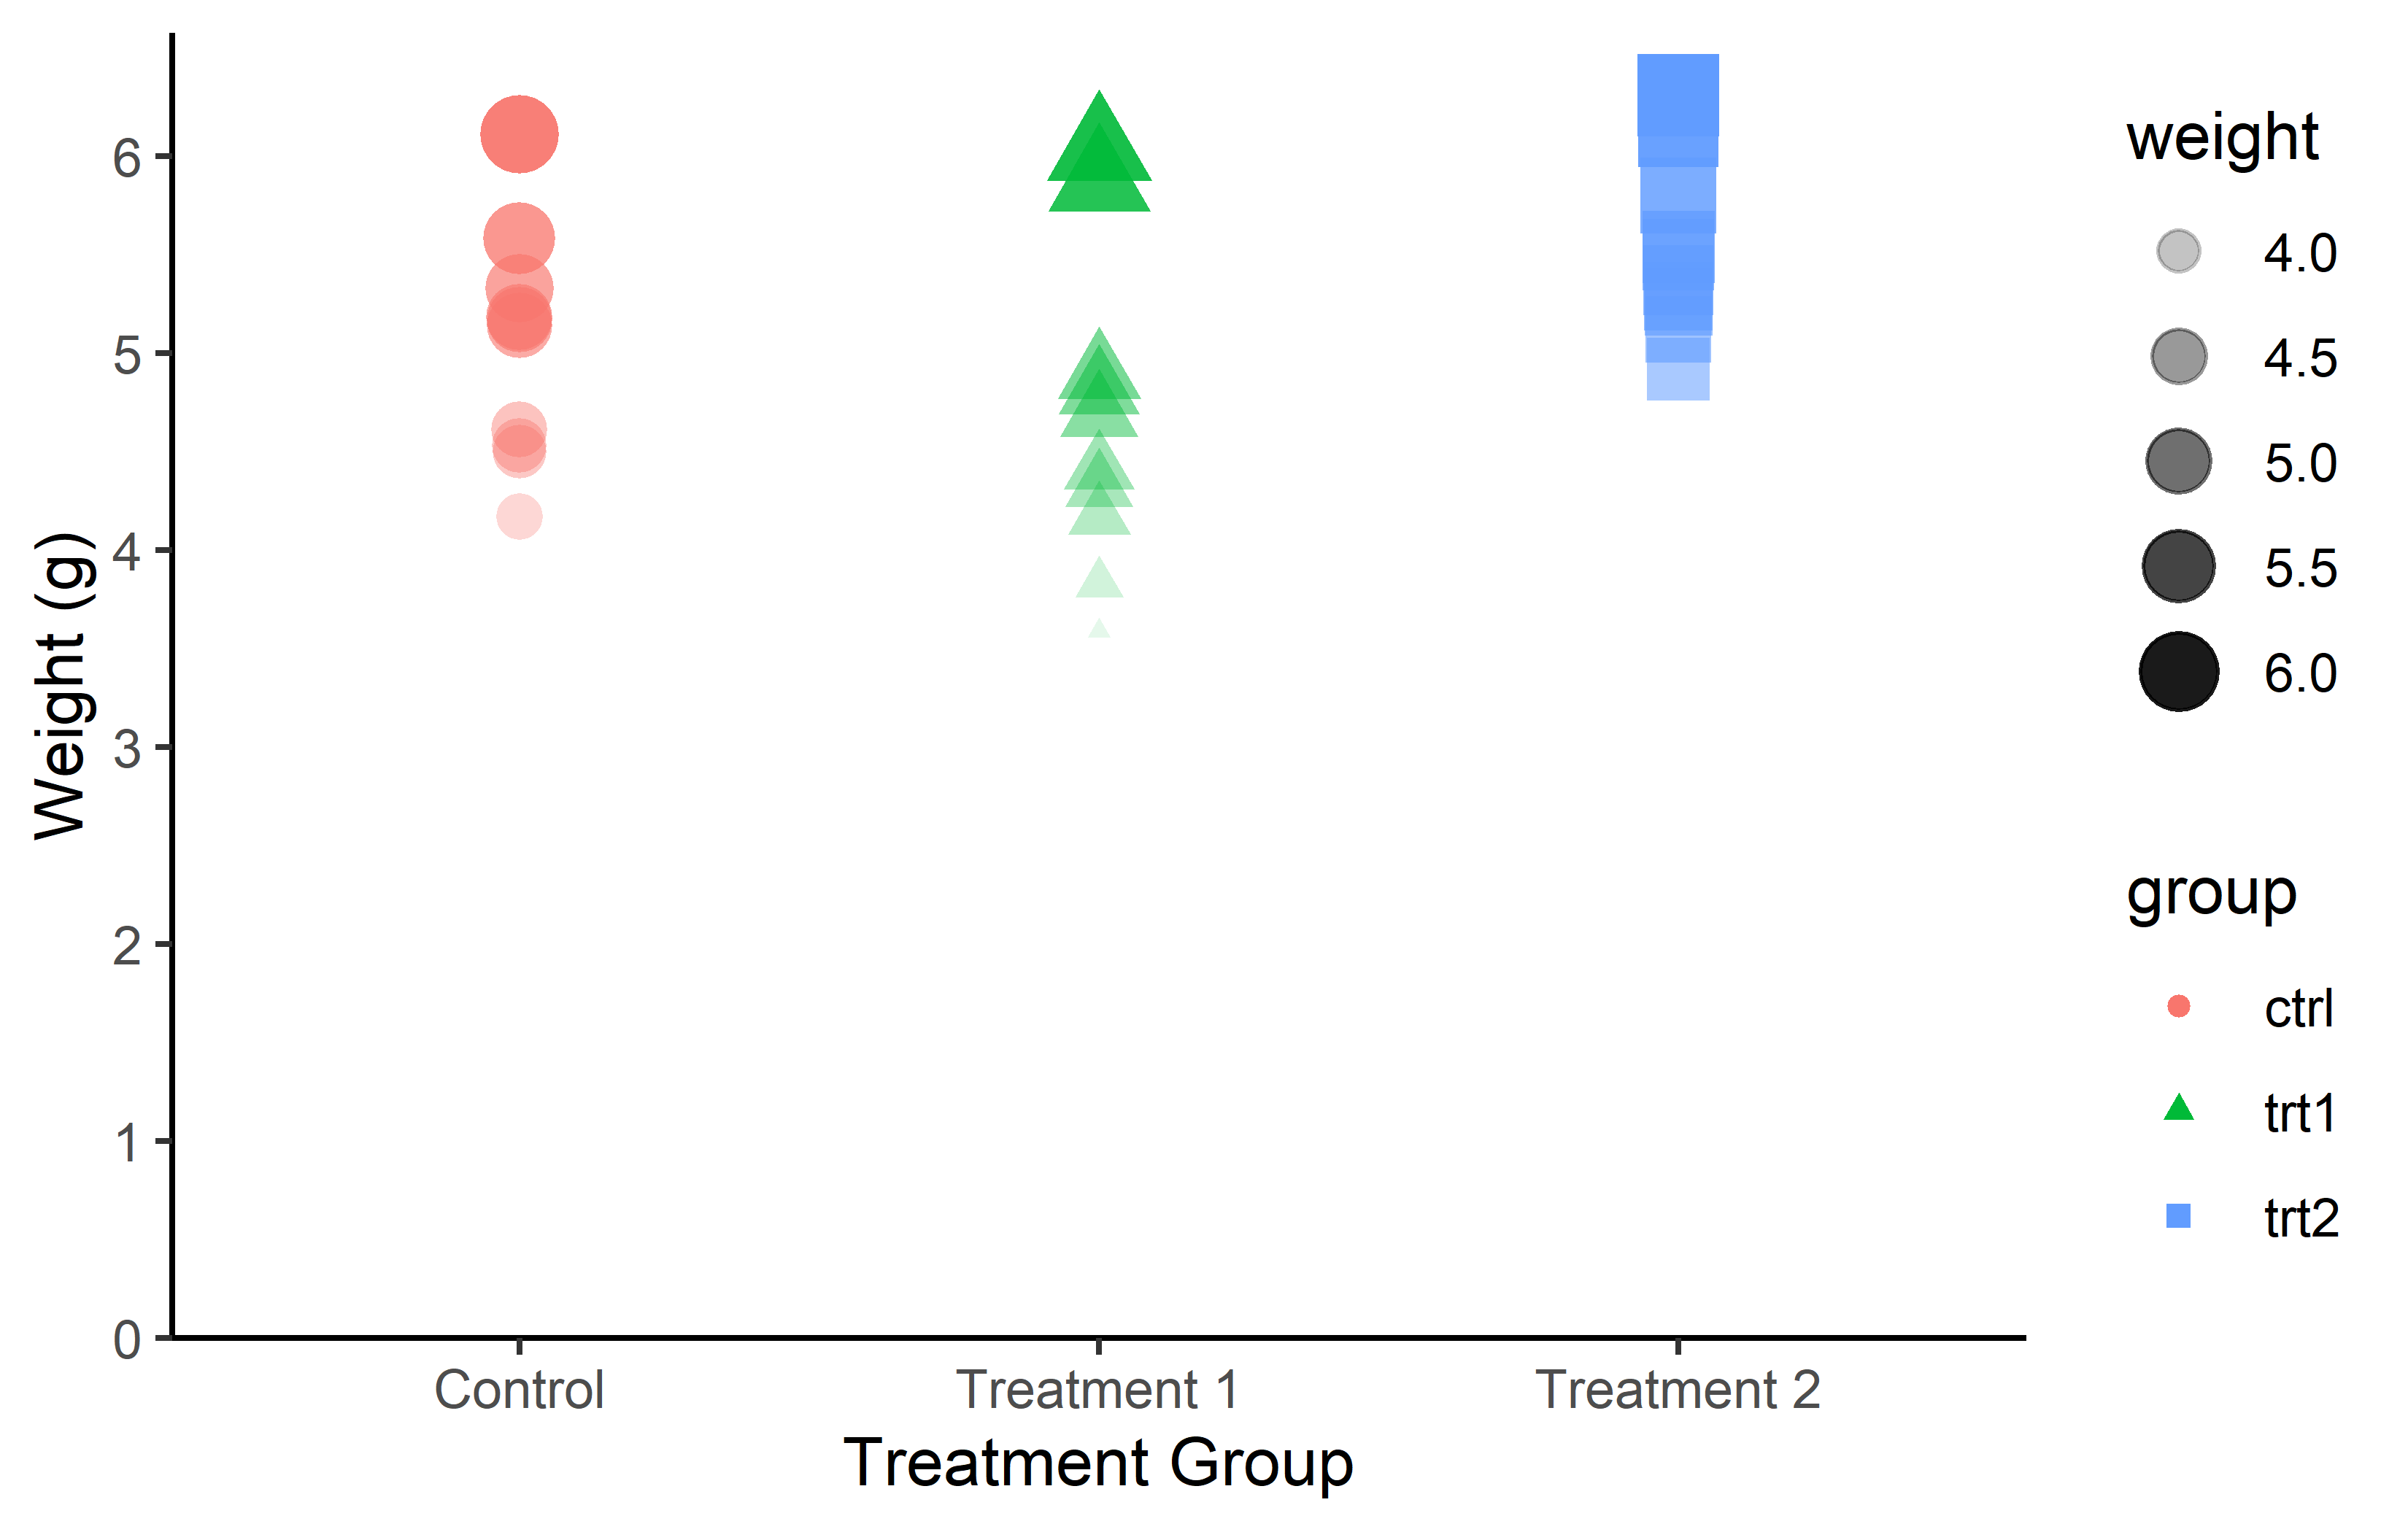 Weight (g)
6
5
4
3
2
1
0
Control
Treatment 1
Treatment 2
Treatment Group
weight
4.0
4.5
5.0
5.5
6.0
group
ctrl
trt1
trt2